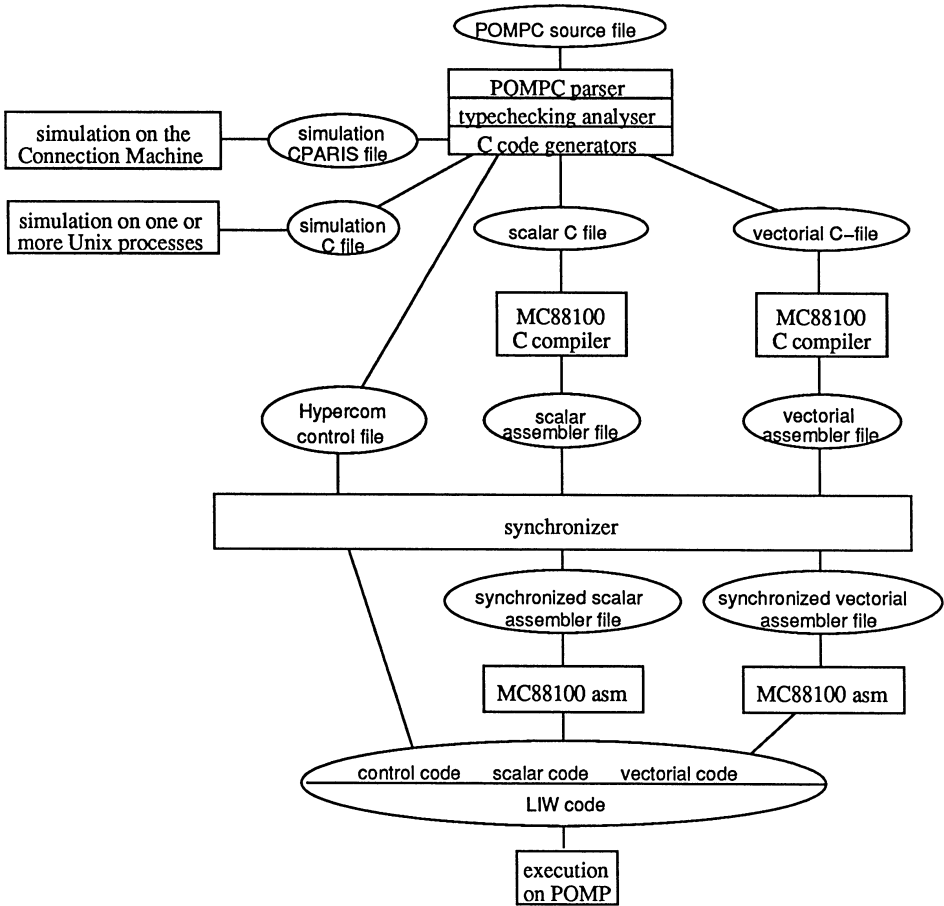 POMPC source file
POMPC parser
typechecking analyser
C code generators
simulation on the
Connection Machine
simulation
CPARIS file
simulation on one or
more Unix processes
simulation
C file
scalar C file
vectorial C-file
MC88100
C compiler
MC88100
C compiler
Hypercom
control file
scalar
assembler file
vectorial
assembler file
synchronizer
synchronized scalar
assembler file
synchronized vectorial
assembler file
MC88100 asm
MC88100 asm
control code scalar code vectorial code
LIW code
execution
on POMP